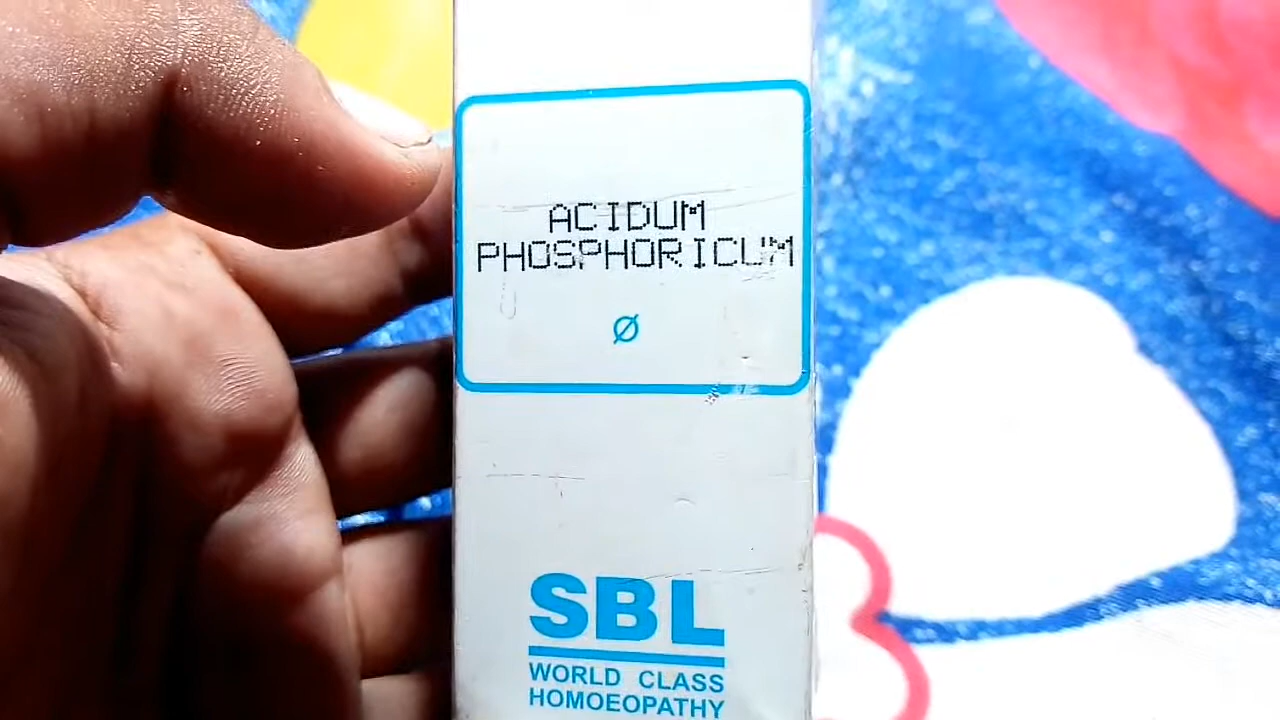 ACIDUM
PHOSPHORICUM
Ø
SBL
WORLD CLASS
HOMOEOPATHY